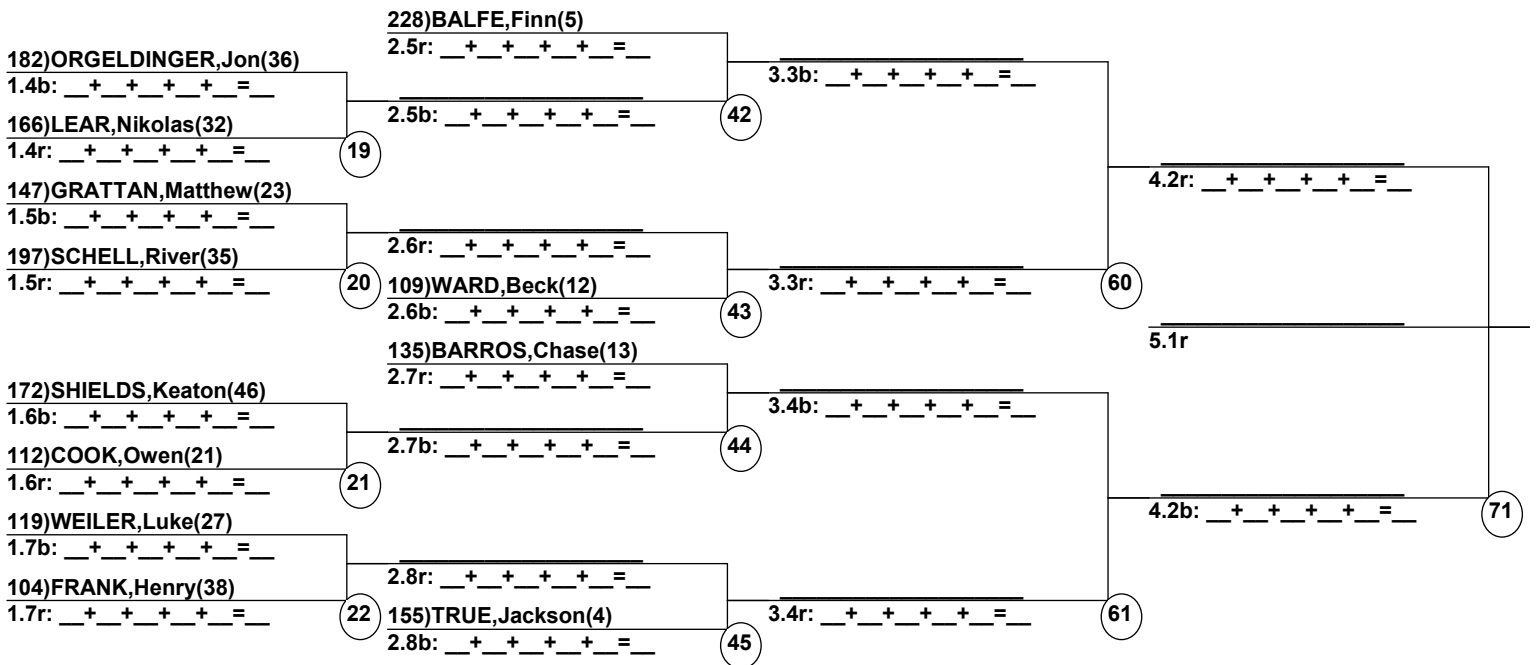 182)ORGELDINGER,Jon(36)
1.4b: __+__+__+__+__=__
166)LEAR,Nikolas(32)
1.4r: __+__+__+__+__=__
19
147)GRATTAN,Matthew(23)
1.5b: __+__+__+__+__=__
197)SCHELL,River(35)
1.5r: __+__+__+__+__=__
20
172)SHIELDS,Keaton(46)
1.6b: __+__+__+__+__=__
112)COOK,Owen(21)
1.6r: __+__+__+__+__=__
21
119)WEILER,Luke(27)
1.7b: __+__+__+__+__=__
104)FRANK,Henry(38)
1.7r: __+__+__+__+__=__
22
228)BALFE,Finn(5)
2.5r: __+__+__+__+__=__
2.5b: __+__+__+__+__=__
42
2.6r: __+__+__+__+__=__
109)WARD,Beck(12)
2.6b: __+__+__+__+__=__
43
135)BARROS,Chase(13)
2.7r: __+__+__+__+__=__
2.7b: __+__+__+__+__=__
44
2.8r: __+__+__+__+__=__
155)TRUE,Jackson(4)
2.8b: __+__+__+__+__=__
45
3.3b: __+__+__+__+__=__
3.3r: __+__+__+__+__=__
60
3.4b: __+__+__+__+__=__
3.4r: __+__+__+__+__=__
61
4.2r: __+__+__+__+__=__
4.2b: __+__+__+__+__=__
71
5.1r